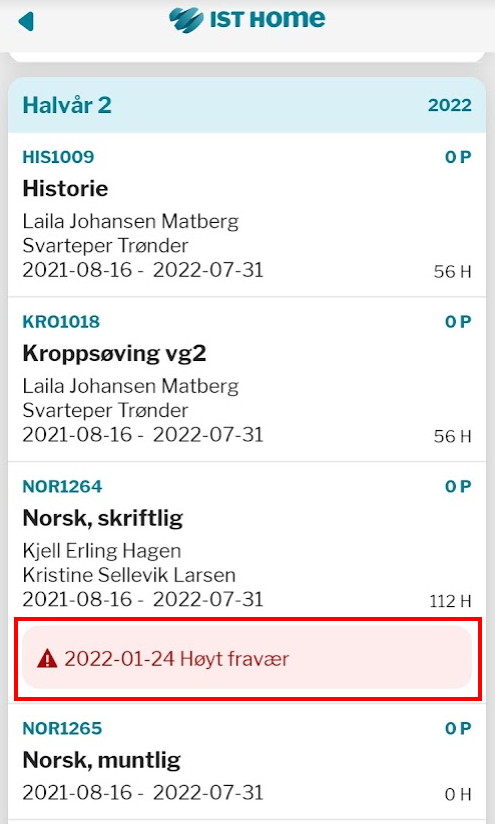 IST HOME
Halvår 2 2022
HIS1009 0 P
Historie
Laila Johansen Matberg
Svarteper Trønder
2021-08-16 - 2022-07-31 56 H
KRO1018 0 P
Kroppsøving vg2
Laila Johansen Matberg
Svarteper Trønder
2021-08-16 - 2022-07-31 56 H
NOR1264 0 P
Norsk, skriftlig
Kjell Erling Hagen
Kristine Sellevik Larsen
2021-08-16 - 2022-07-31 112 H
2022-01-24 Høyt fravær
NOR1265 0 P
Norsk, muntlig
2021-08-16 - 2022-07-31 0 H